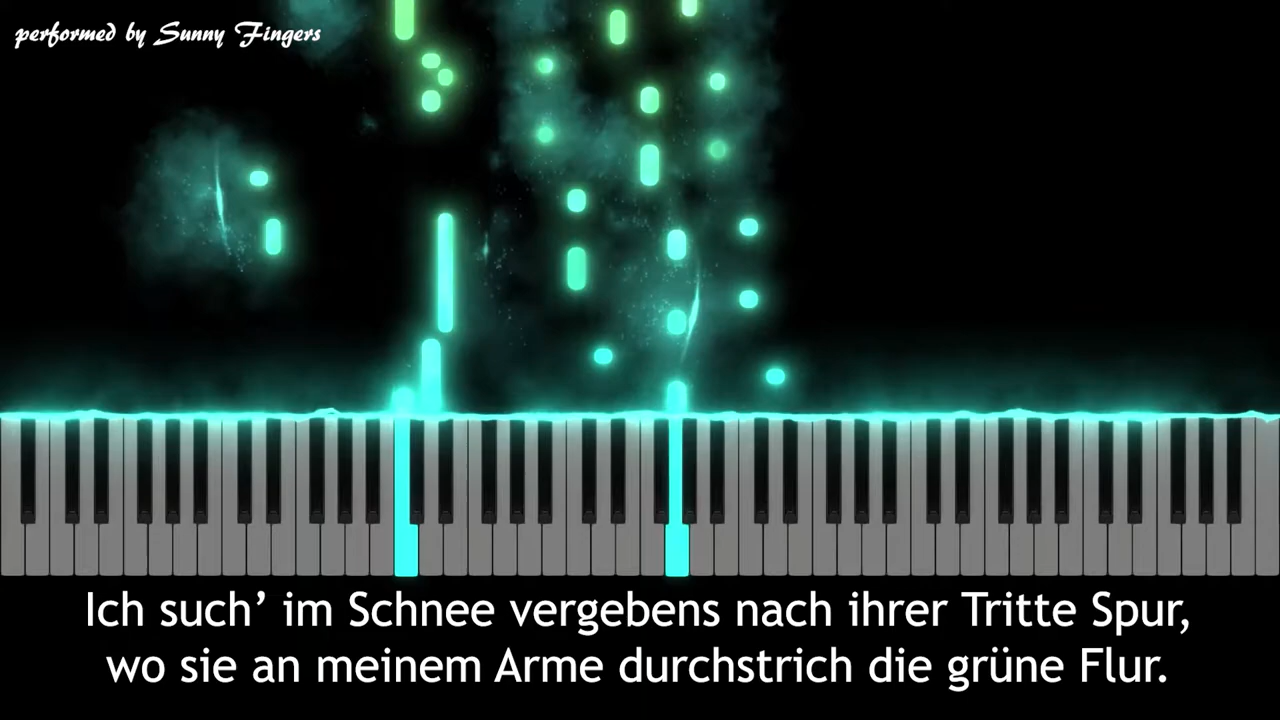 performed by Sunny Fingers
Ich such’ im Schnee vergebens nach ihrer Tritte Spur,
wo sie an meinem Arme durchstrich die grüne Flur.